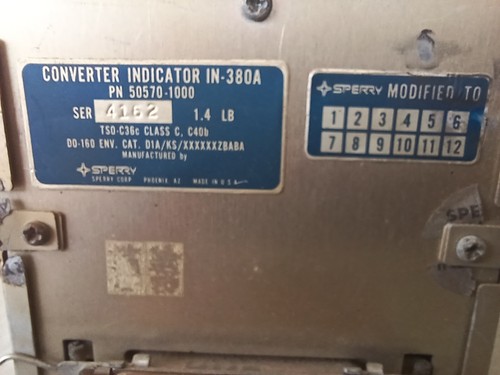 CONVERTER INDICATOR IN-380A
PN 50570-1000
SER 4162 1.4 LB
TSO-C36c CLASS C, C40b
DO-160 ENV. CAT. D1A/KS/XXXXXXZBABA
MANUFACTURED by
SPERRY
SPERRY CORP PHOENIX, AZ MADE IN U.S.A.
SPERRY MODIFIED TO
1 2 3 4 5 6
7 8 9 10 11 12
SPE